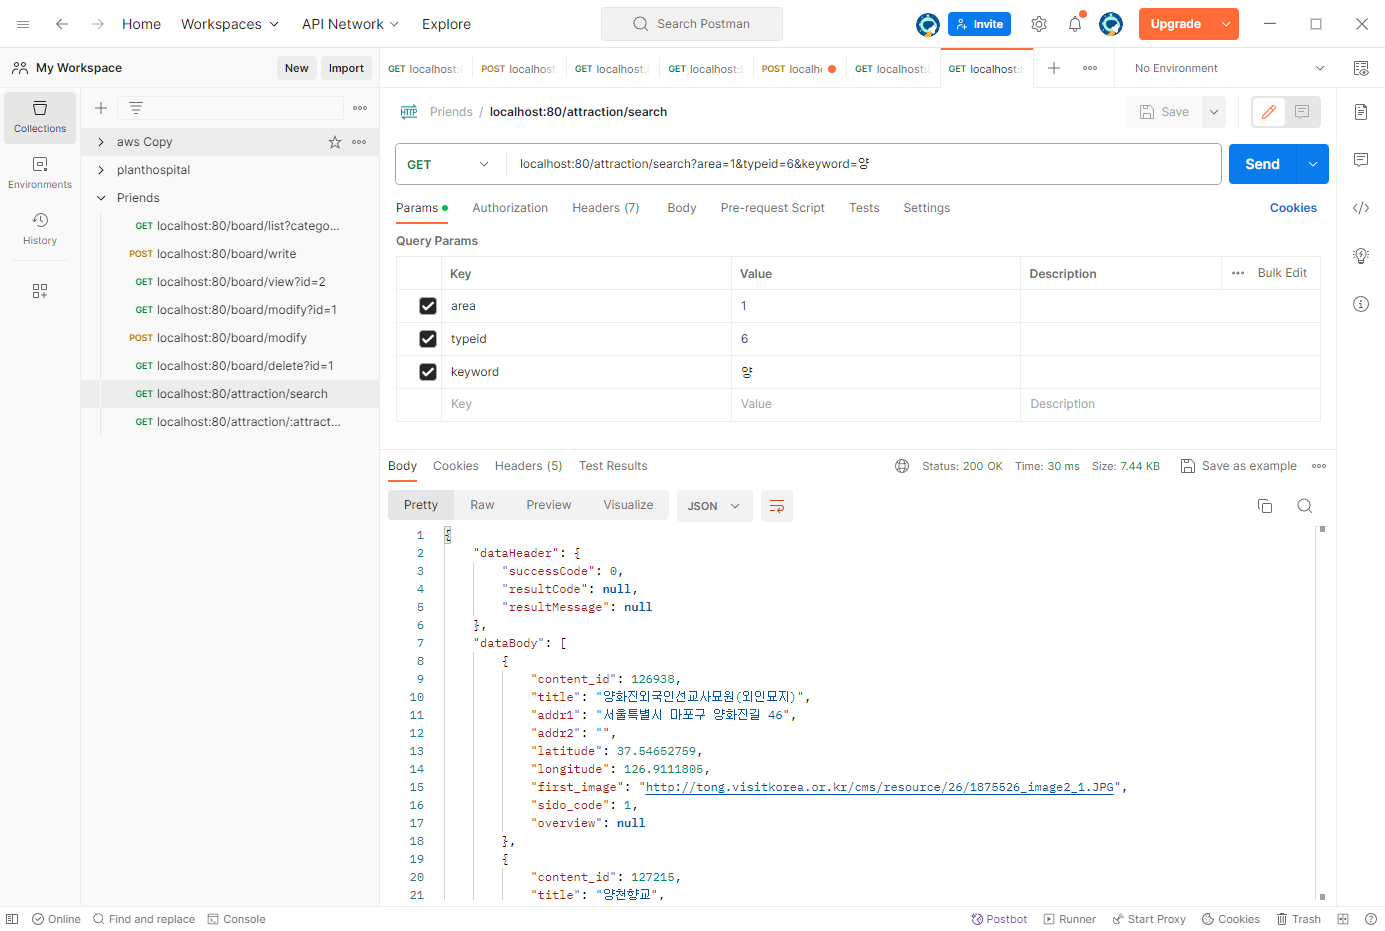 Home Workspaces API Network Explore Search Postman Invite Upgrade
My Workspace New Import
GET localhost:
POST localhost
GET localhost:
GET localhost:
POST localh
GET localhost:
GET localhost:
No Environment
Collections
Environments
History
aws Copy
planthospital
Priends
GET localhost:80/board/list?catego...
POST localhost:80/board/write
GET localhost:80/board/view?id=2
GET localhost:80/board/modify?id=1
POST localhost:80/board/modify
GET localhost:80/board/delete?id=1
GET localhost:80/attraction/search
GET localhost:80/attraction/:attract...
HTTP Priends / localhost:80/attraction/search Save
GET localhost:80/attraction/search?area=1&typeid=6&keyword=양 Send
Params Authorization Headers (7) Body Pre-request Script Tests Settings Cookies
Query Params
Key Value Description Bulk Edit
area 1
typeid 6
keyword 양
Key Value Description
Body Cookies Headers (5) Test Results Status: 200 OK Time: 30 ms Size: 7.44 KB Save as example
Pretty Raw Preview Visualize JSON
1 {
2 "dataHeader": {
3 "successCode": 0,
4 "resultCode": null,
5 "resultMessage": null
6 },
7 "dataBody": [
8 {
9 "content_id": 126938,
10 "title": "양화진외국인선교사묘원(외인묘지)",
11 "addr1": "서울특별시 마포구 양화진길 46",
12 "addr2": "",
13 "latitude": 37.54652759,
14 "longitude": 126.9111805,
15 "first_image": "http://tong.visitkorea.or.kr/cms/resource/26/1875526_image2_1.JPG",
16 "sido_code": 1,
17 "overview": null
18 },
19 {
20 "content_id": 127215,
21 "title": "양천향교",
Online Find and replace Console Postbot Runner Start Proxy Cookies Trash